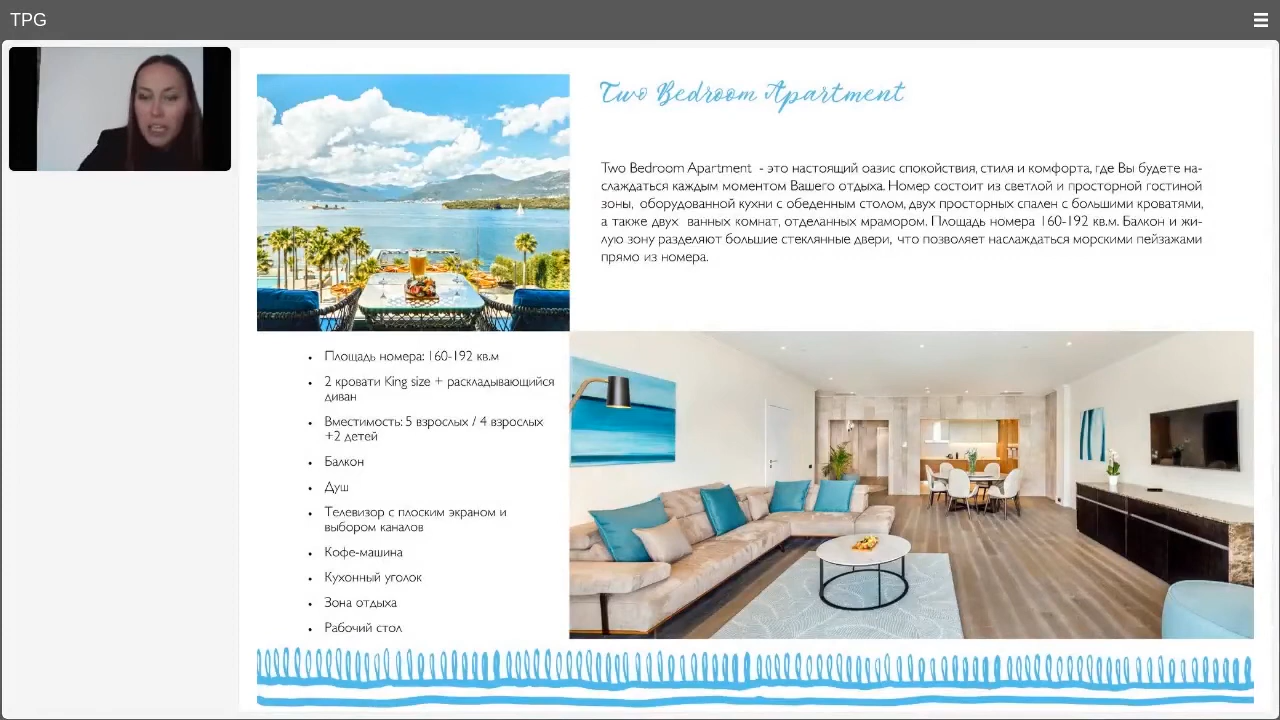 TPG
Two Bedroom Apartment
Two Bedroom Apartment - это настоящий оазис спокойствия, стиля и комфорта, где Вы будете на-
слаждаться каждым моментом Вашего отдыха. Номер состоит из светлой и просторной гостиной
зоны, оборудованной кухни с обеденным столом, двух просторных спален с большими кроватями,
а также двух ванных комнат, отделанных мрамором. Площадь номера 160-192 кв.м. Балкон и жи-
лую зону разделяют большие стеклянные двери, что позволяет наслаждаться морскими пейзажами
прямо из номера.
• Площадь номера: 160-192 кв.м
• 2 кровати King size + раскладывающийся
диван
• Вместимость: 5 взрослых / 4 взрослых
+2 детей
• Балкон
• Душ
• Телевизор с плоским экраном и
выбором каналов
• Кофе-машина
• Кухонный уголок
• Зона отдыха
• Рабочий стол